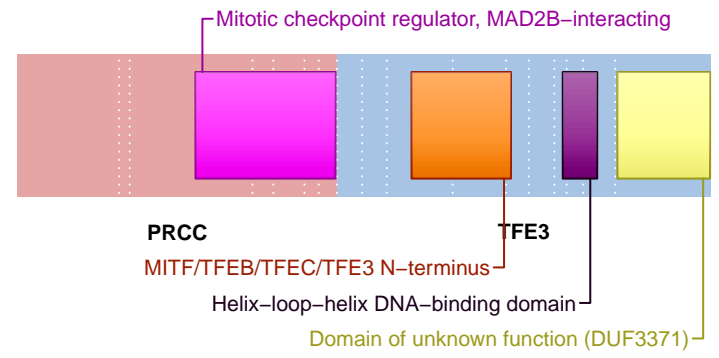 Mitotic checkpoint regulator, MAD2B−interacting
PRCC TFE3
MITF/TFEB/TFEC/TFE3 N−terminus
Helix−loop−helix DNA−binding domain
Domain of unknown function (DUF3371)